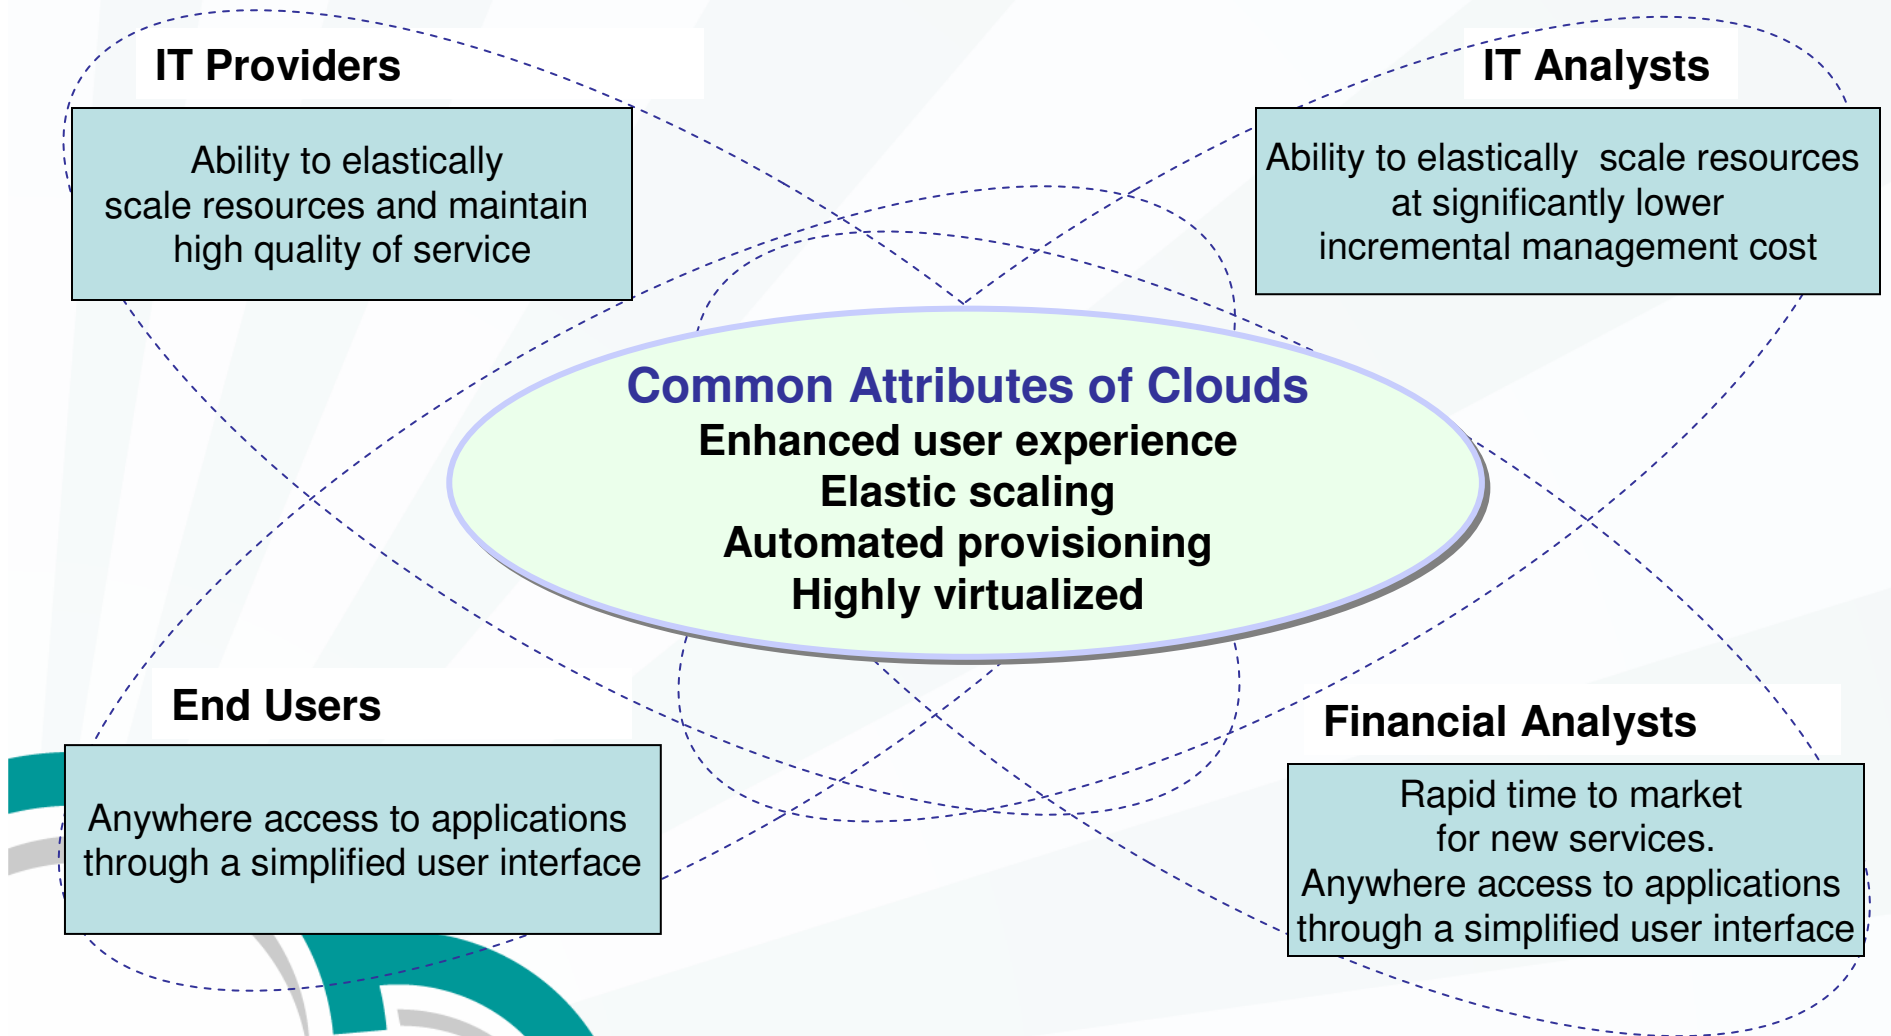 IT Providers
Ability to elastically
scale resources and maintain
high quality of service
IT Analysts
Ability to elastically scale resources
at significantly lower
incremental management cost
Common Attributes of Clouds
Enhanced user experience
Elastic scaling
Automated provisioning
Highly virtualized
End Users
Anywhere access to applications
through a simplified user interface
Financial Analysts
Rapid time to market
for new services.
Anywhere access to applications
through a simplified user interface